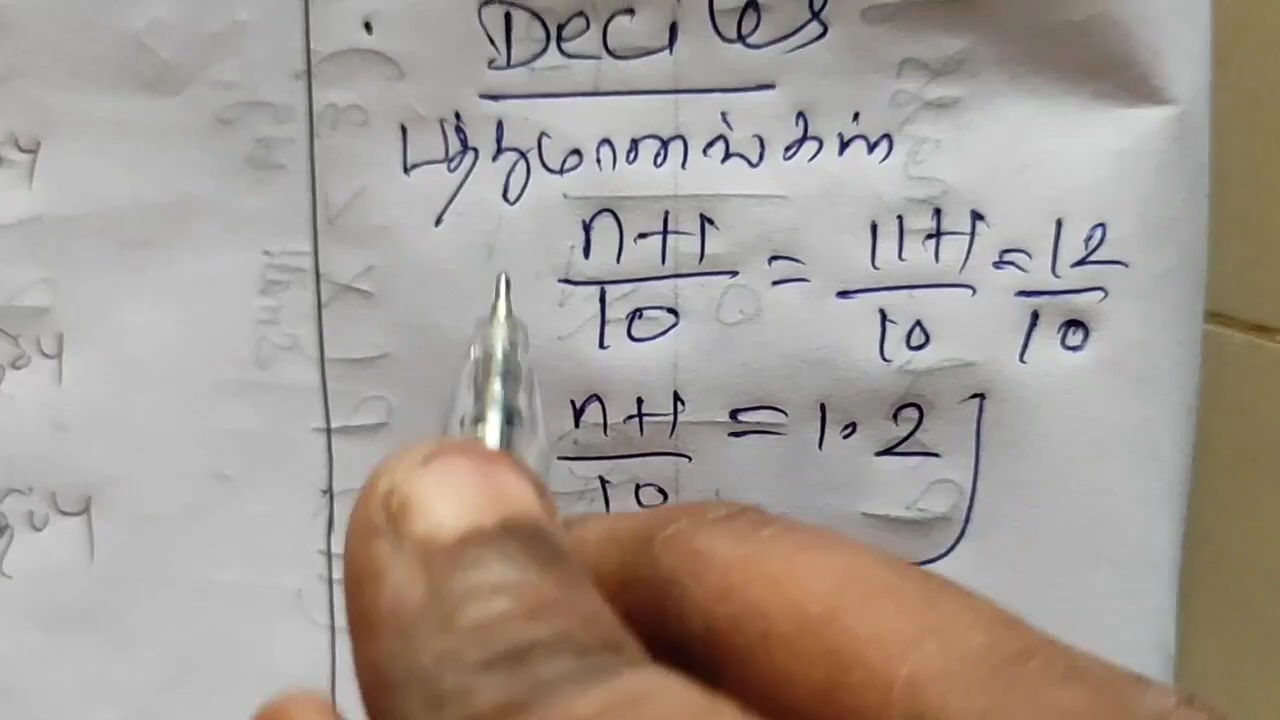 Deciles
பத்துமானங்கள்
n+1/10 = 11+1/10 = 12/10
n+1/10 = 1.2